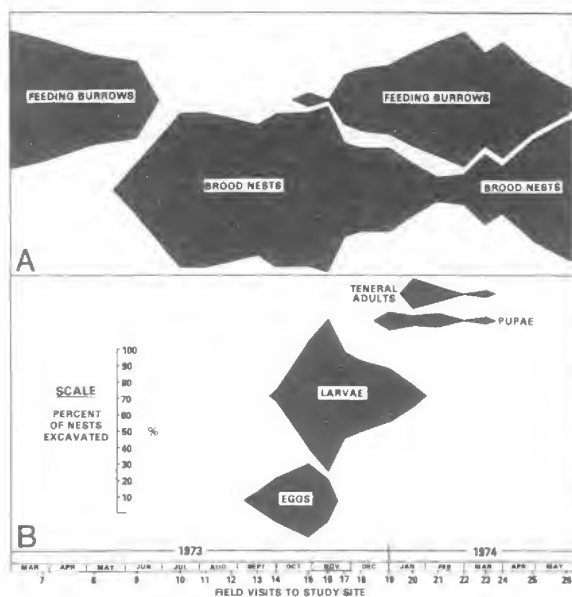 FEEDING BURROWS
FEEDING BURROWS
BROOD NESTS
BROOD NESTS
A
TENERAL
ADULTS
PUPAE
100
90
80
70
60
50
40
30
20
10
SCALE
PERCENT
OF NESTS
EXCAVATED
%
LARVAE
EGGS
B
1973 1974
MAR APR MAY JUN JUL AUG SEPT OCT NOV DEC JAN FEB MAR APR MAY
7 8 9 10 11 12 13 14 15 16 17 18 19 20 21 22 23 24 25 26
FIELD VISITS TO STUDY SITE